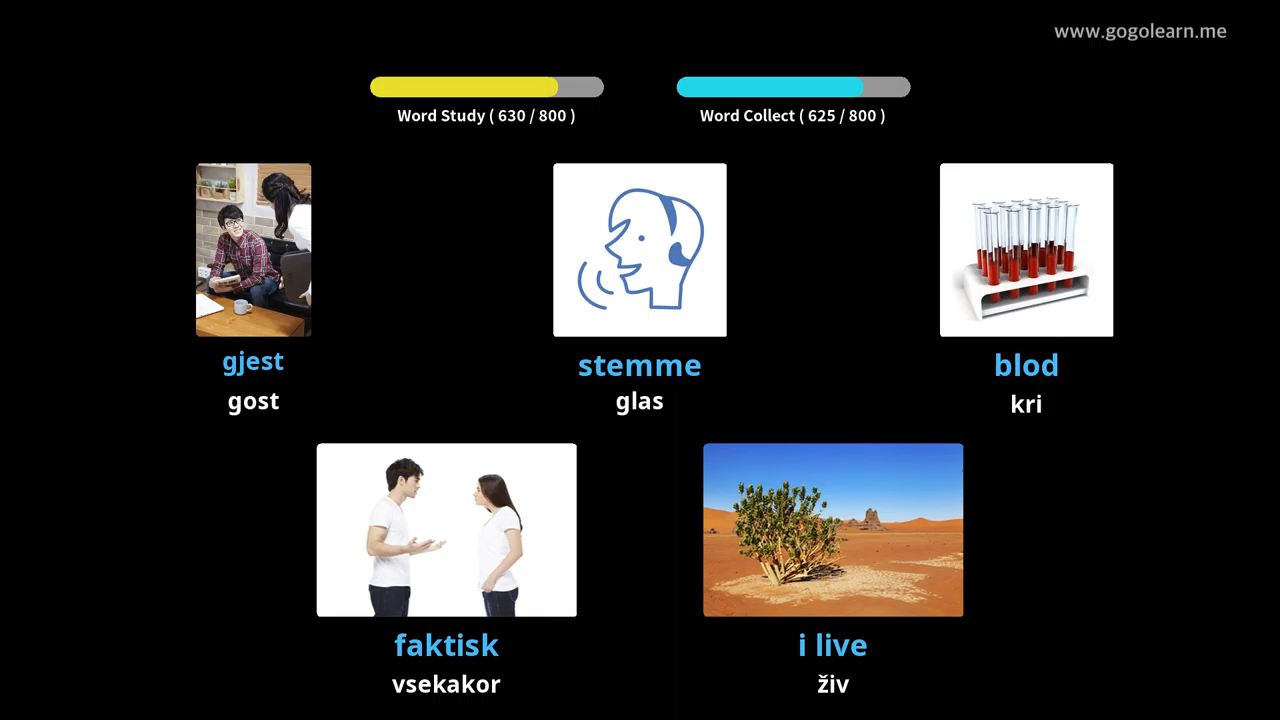 www.gogolearn.me
Word Study ( 630 / 800 )
Word Collect ( 625 / 800 )
gjest
gost
stemme
glas
blod
kri
faktisk
vsekakor
i live
živ